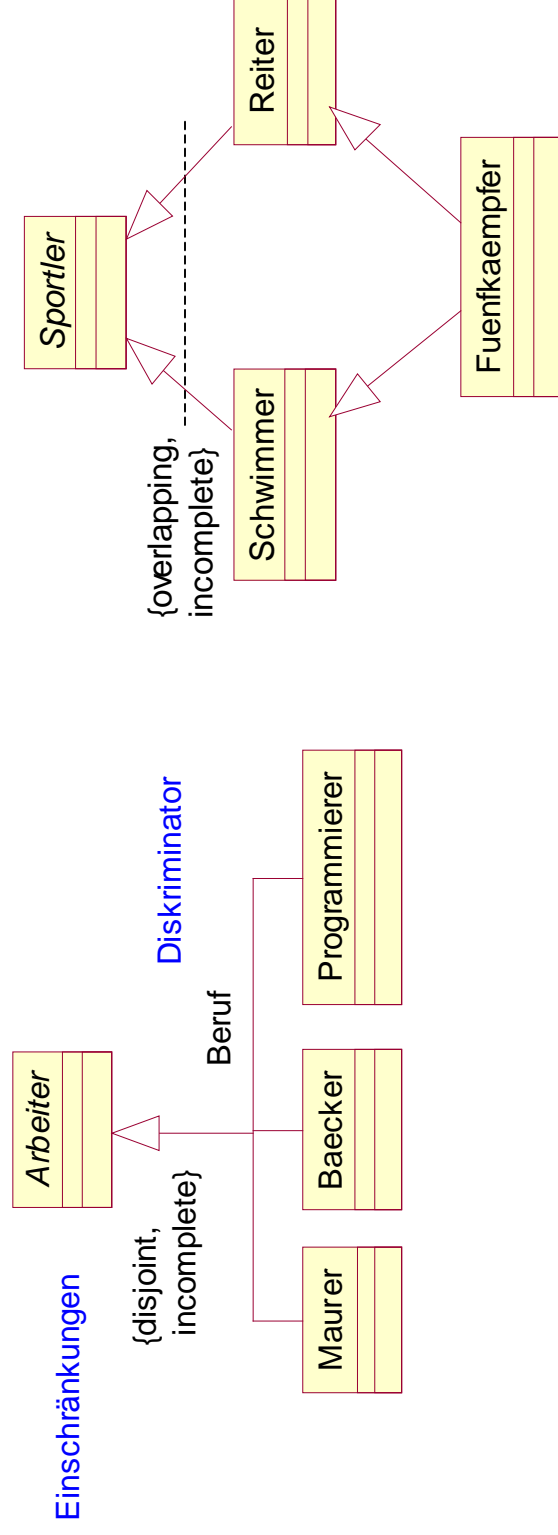 Einschränkungen
Arbeiter
{disjoint,
incomplete}
Beruf
Diskriminator
Maurer
Baecker
Programmierer
Sportler
{overlapping,
incomplete}
Schwimmer
Reiter
Fuenfkaempfer